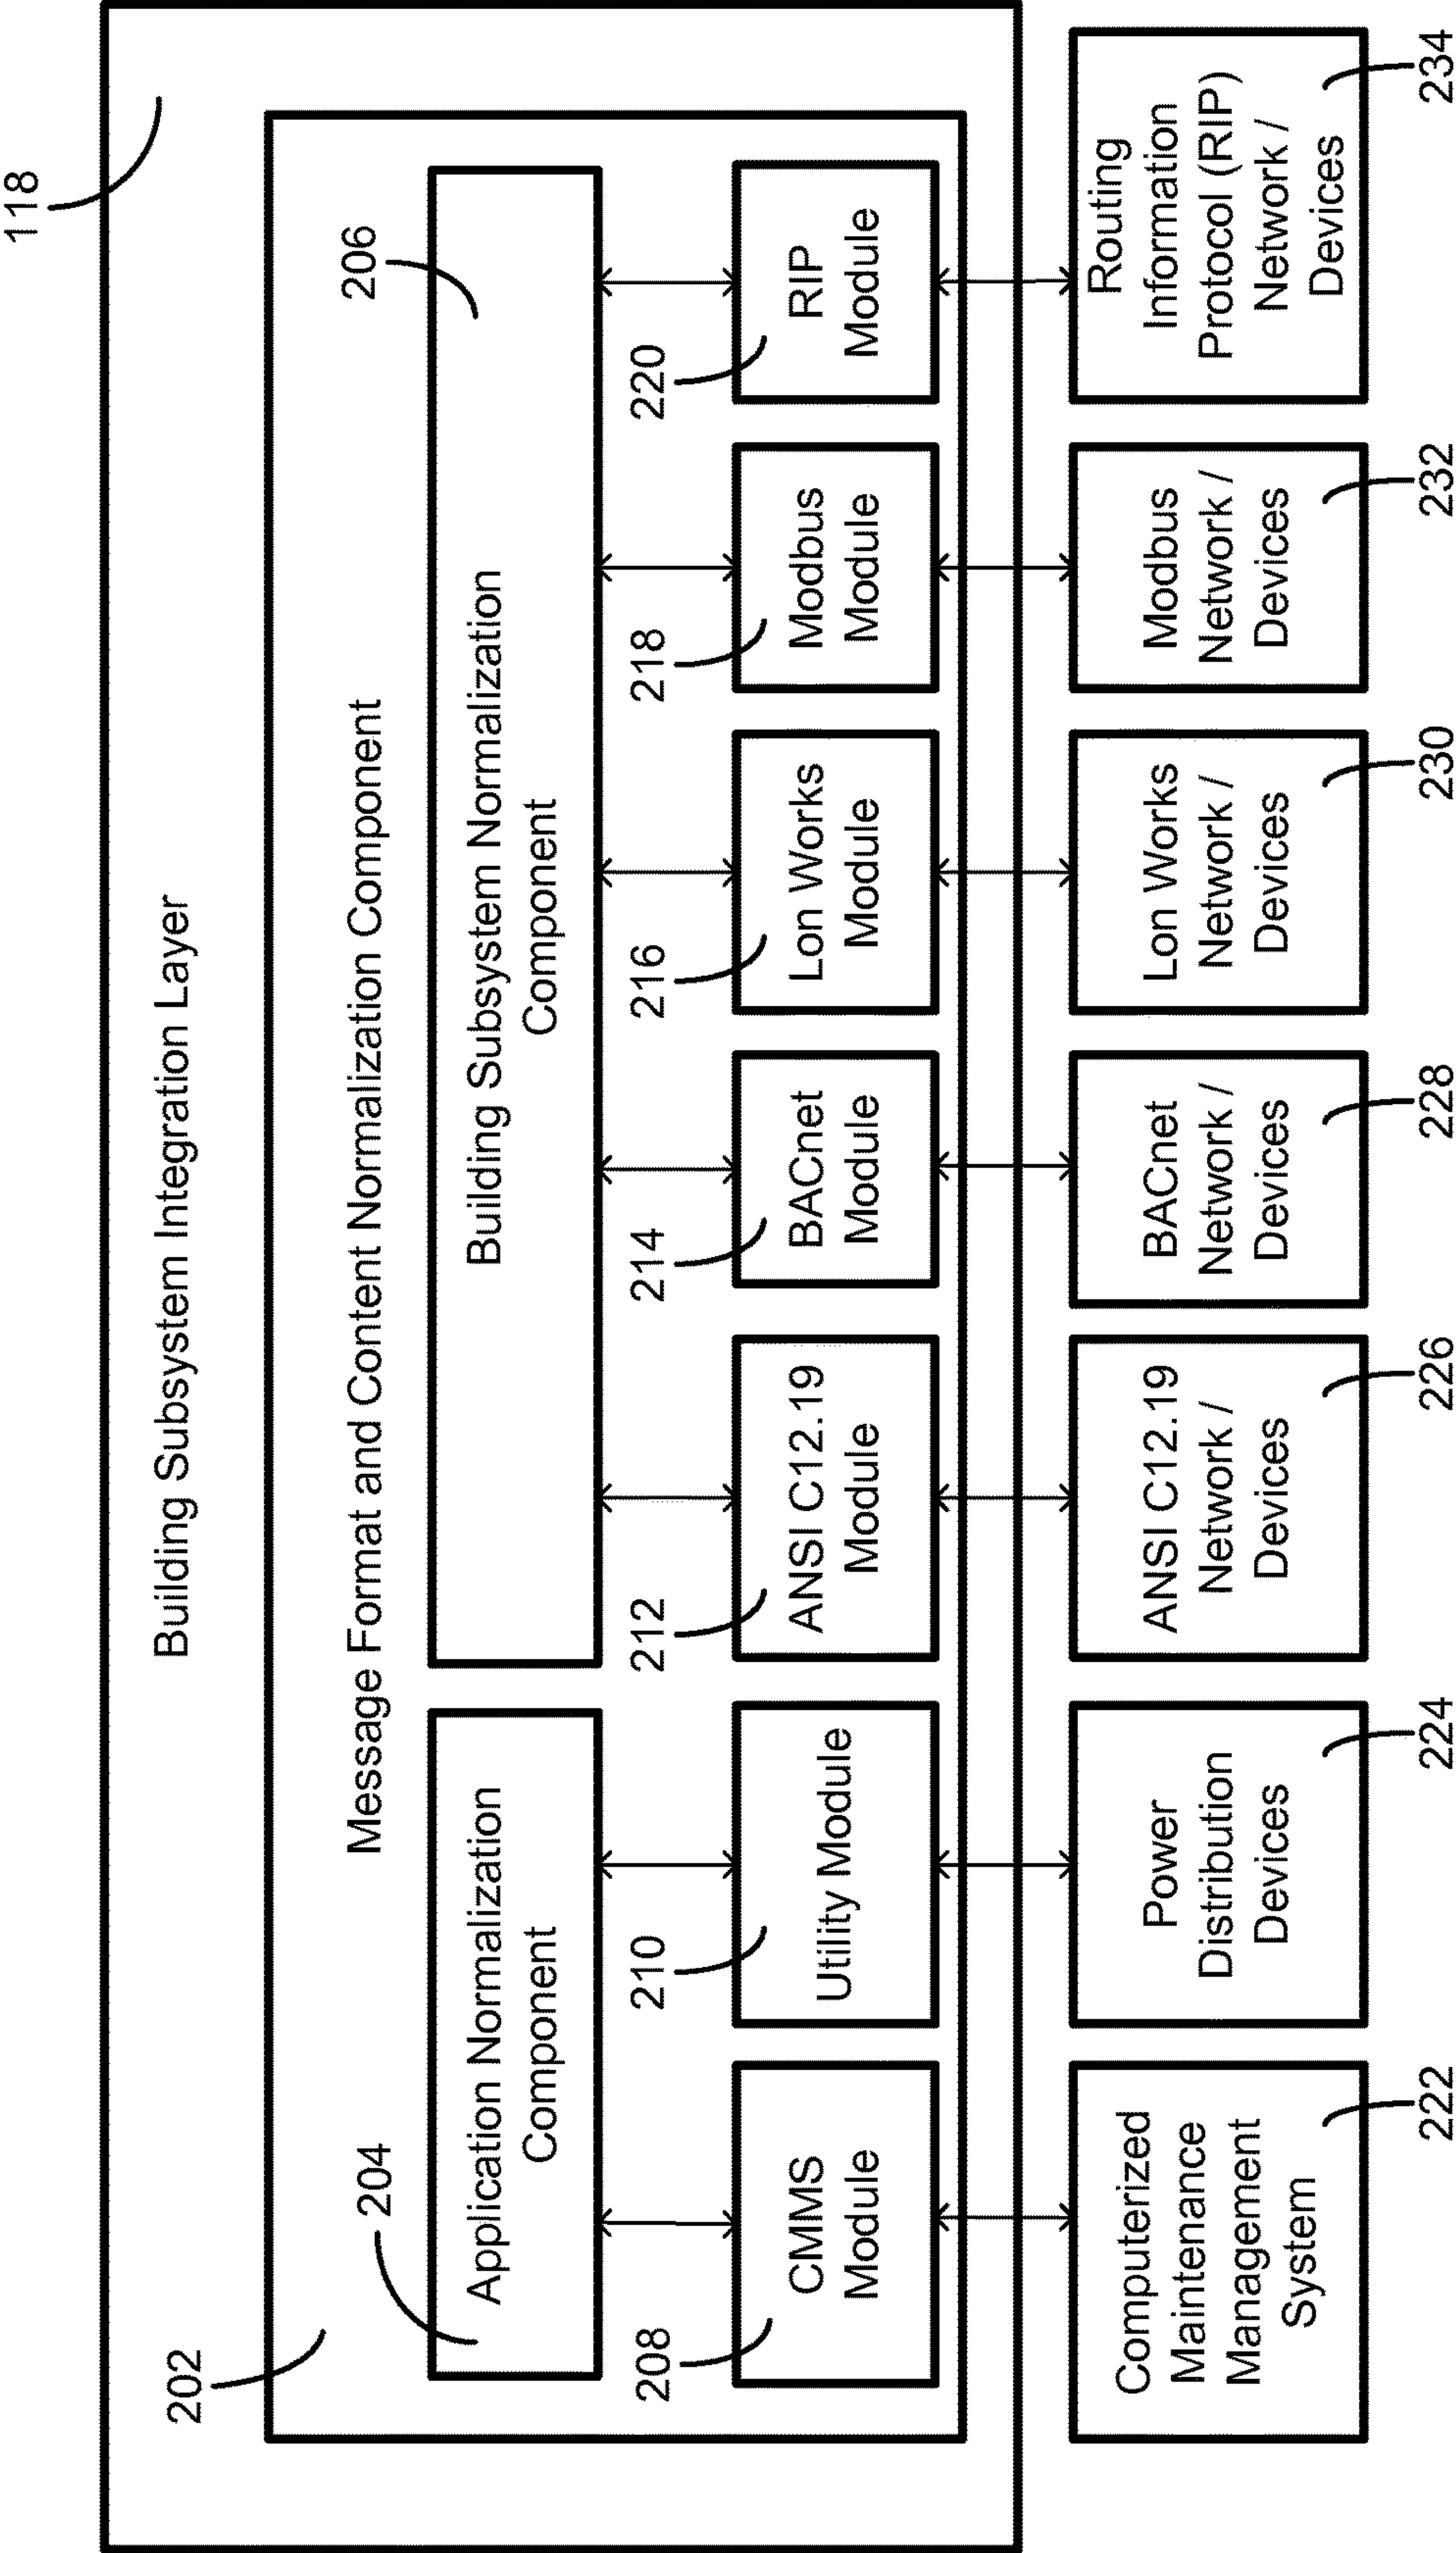 118
Building Subsystem Integration Layer
202
Message Format and Content Normalization Component
204
206
Application Normalization
Component
Building Subsystem Normalization
Component
208
210
212
214
216
218
220
CMMS
Module
Utility Module
ANSI C12.19
Module
BACnet
Module
Lon Works
Module
Modbus
Module
RIP
Module
Computerized
Maintenance
Management
System
Power
Distribution
Devices
ANSI C12.19
Network /
Devices
BACnet
Network /
Devices
Lon Works
Network /
Devices
Modbus
Network /
Devices
Routing
Information
Protocol (RIP)
Network /
Devices
222
224
226
228
230
232
234